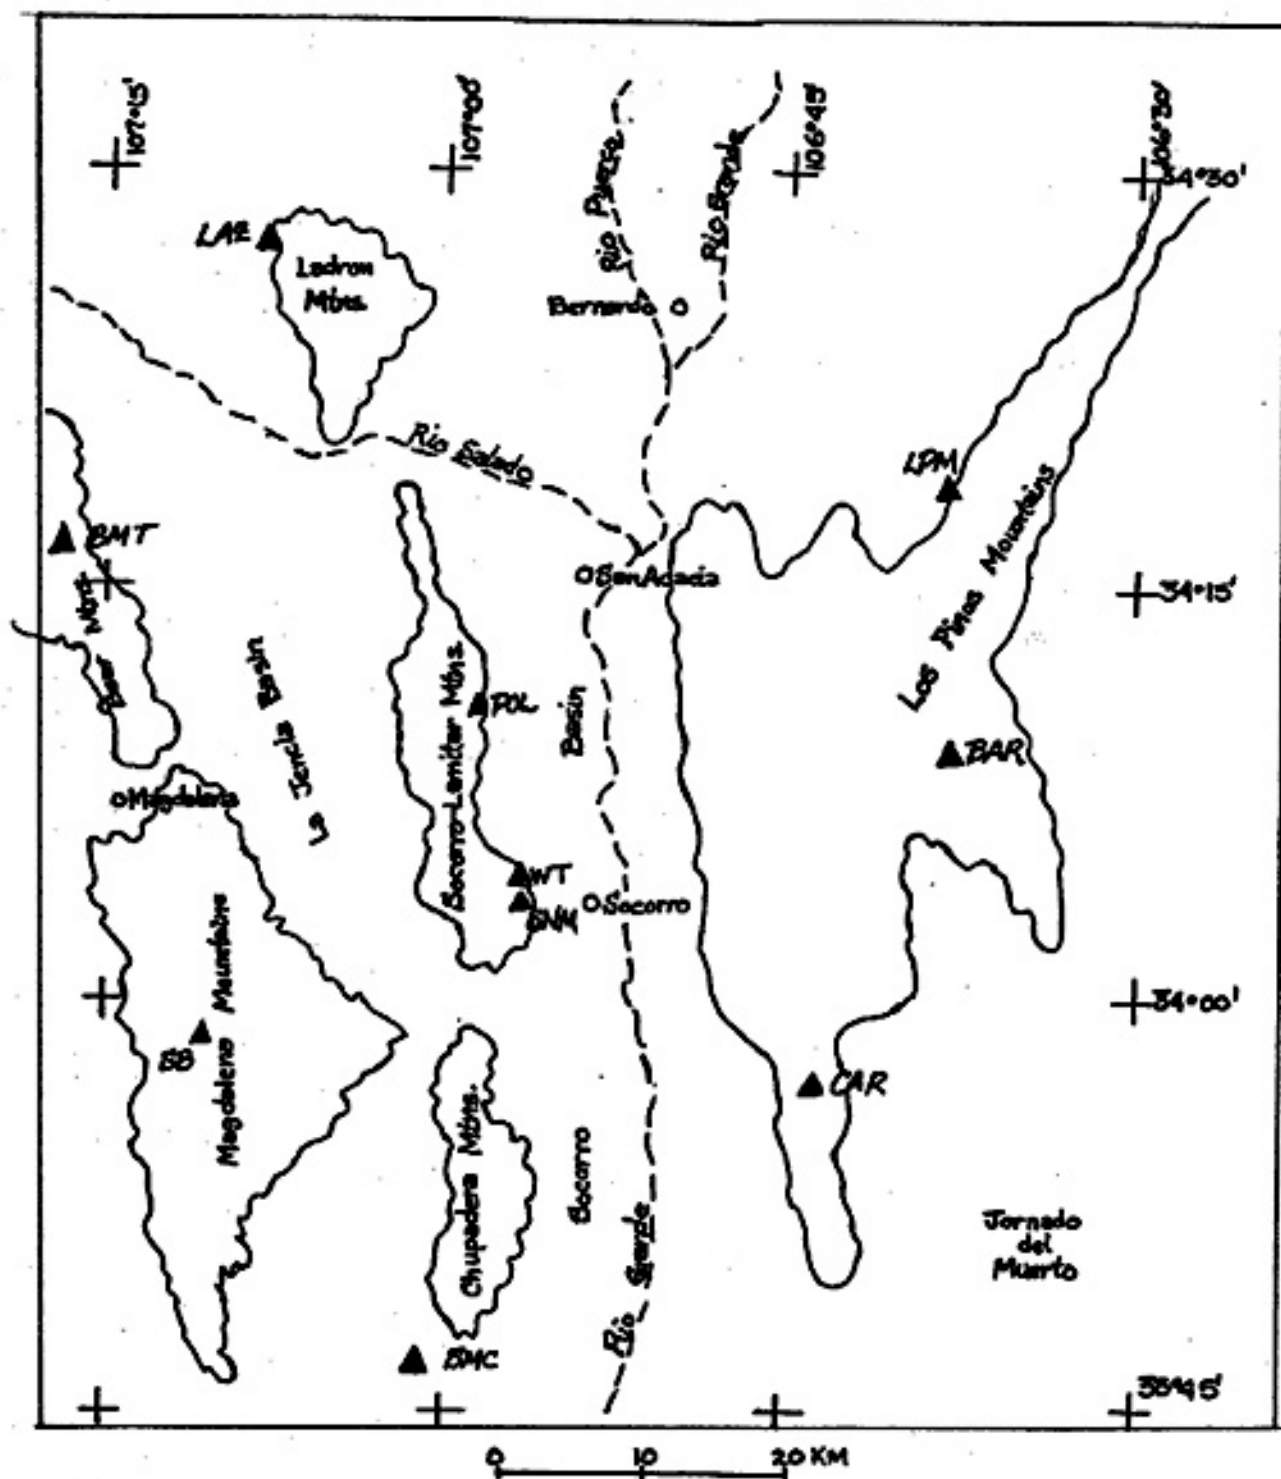 107°15'
107°00'
106°45'
106°30'
34°30'
Rio Puerco
Rio Grande
LAZ
Ladron
Mtns.
Bernardo
Rio Salado
LPM
BMT
San Acacia
34°15'
Bear Mtns.
Los Pinos Mountains
La Jencia Basin
Socorro-Lemitar Mtns.
POL
Basin
BAR
Magdalena
WT
SNM
Socorro
Magdalena Mountains
34°00'
SB
CAR
Chupadera Mtns.
Socorro
Rio Grande
Jornado
del
Muerto
BMC
33°45'
0 10 20 KM